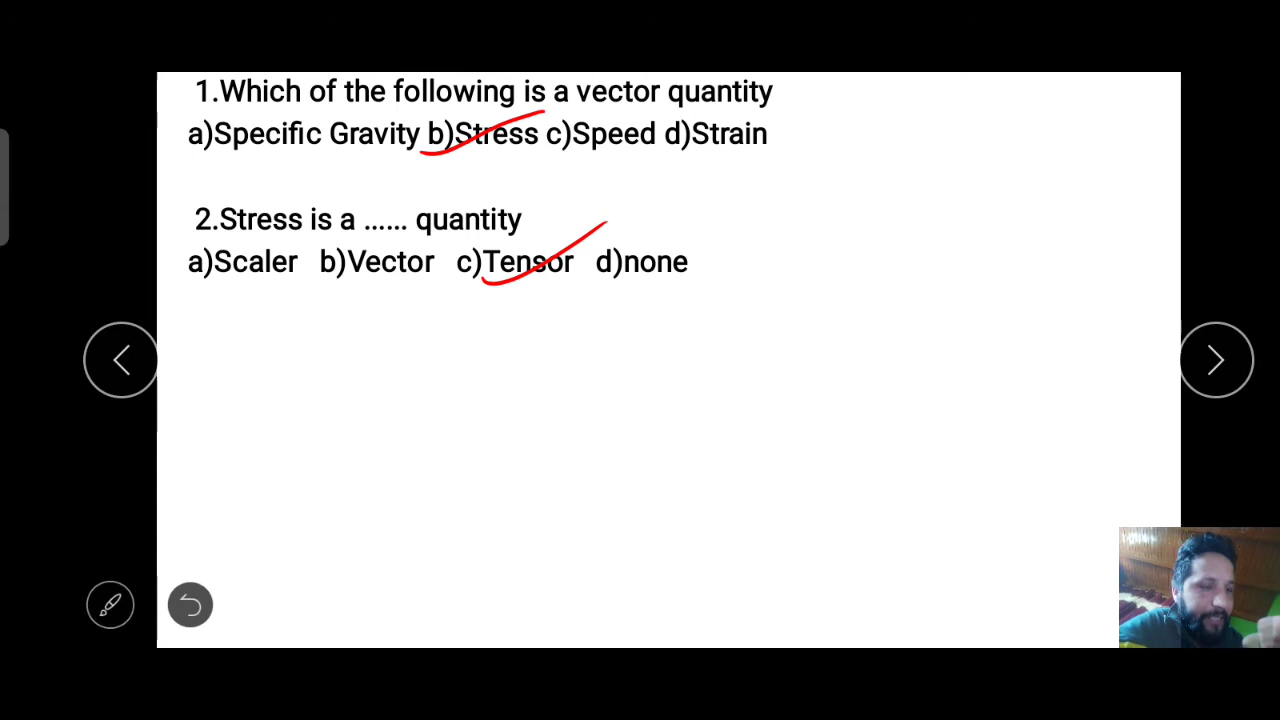 1.Which of the following is a vector quantity
a)Specific Gravity b)Stress c)Speed d)Strain
2.Stress is a ...... quantity
a)Scaler b)Vector c)Tensor d)none